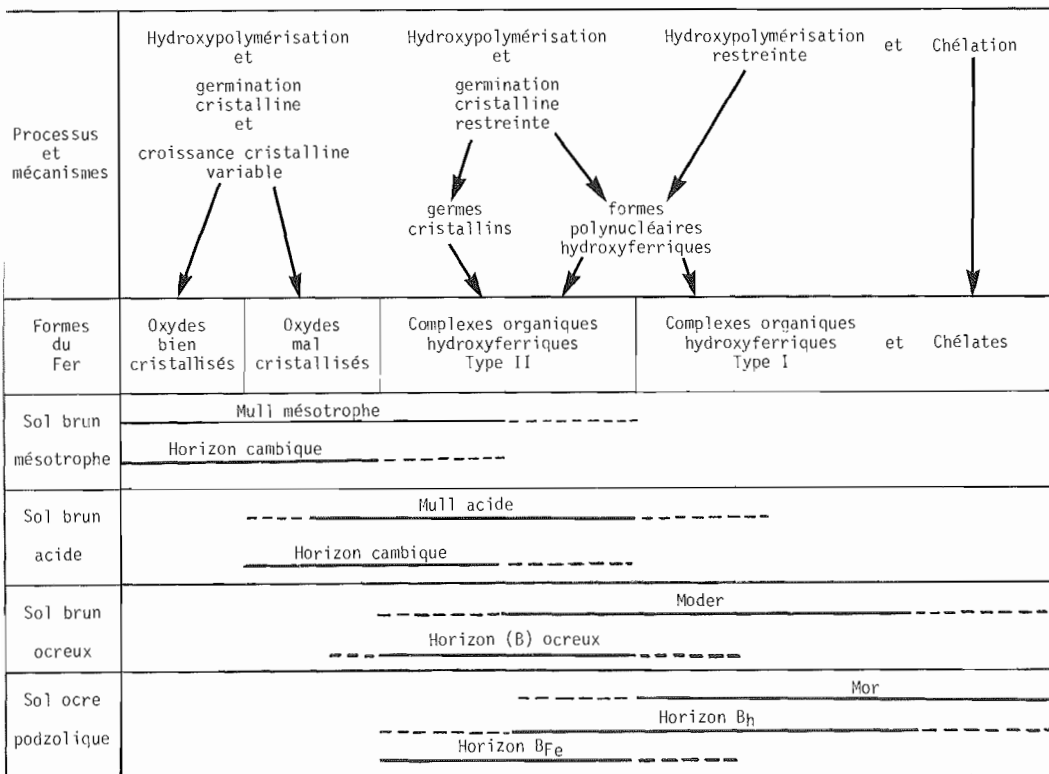 Processus
et
mécanismes
Hydroxypolymérisation
et
germination
cristalline
et
croissance cristalline
variable
Hydroxypolymérisation
et
germination
cristalline
restreinte
Hydroxypolymérisation
restreinte
et
Chélation
germes
cristallins
formes
polynucléaires
hydroxyferriques
Formes
du
Fer
Oxydes
bien
cristallisés
Oxydes
mal
cristallisés
Complexes organiques
hydroxyferriques
Type II
Complexes organiques
hydroxyferriques
Type I
et
Chélates
Sol brun
mésotrophe
Mull mésotrophe
Horizon cambique
Sol brun
acide
Mull acide
Horizon cambique
Sol brun
ocreux
Moder
Horizon (B) ocreux
Sol ocre
podzolique
Mor
Horizon Bh
Horizon BFe